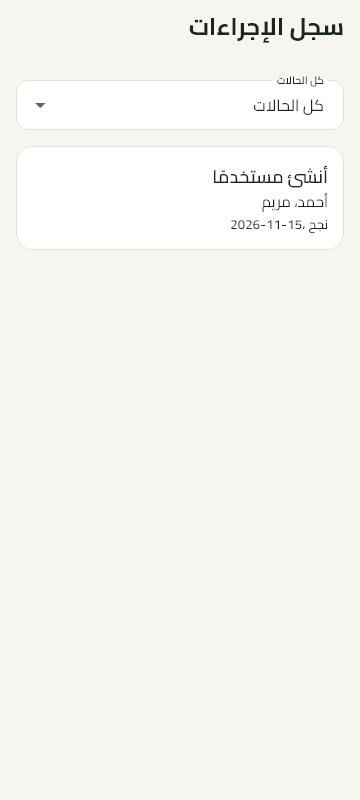 سجل الإجراءات
كل الحالات
كل الحالات
أنشئ مستخدمًا
أحمد، مريم
نجح ،2026-11-15